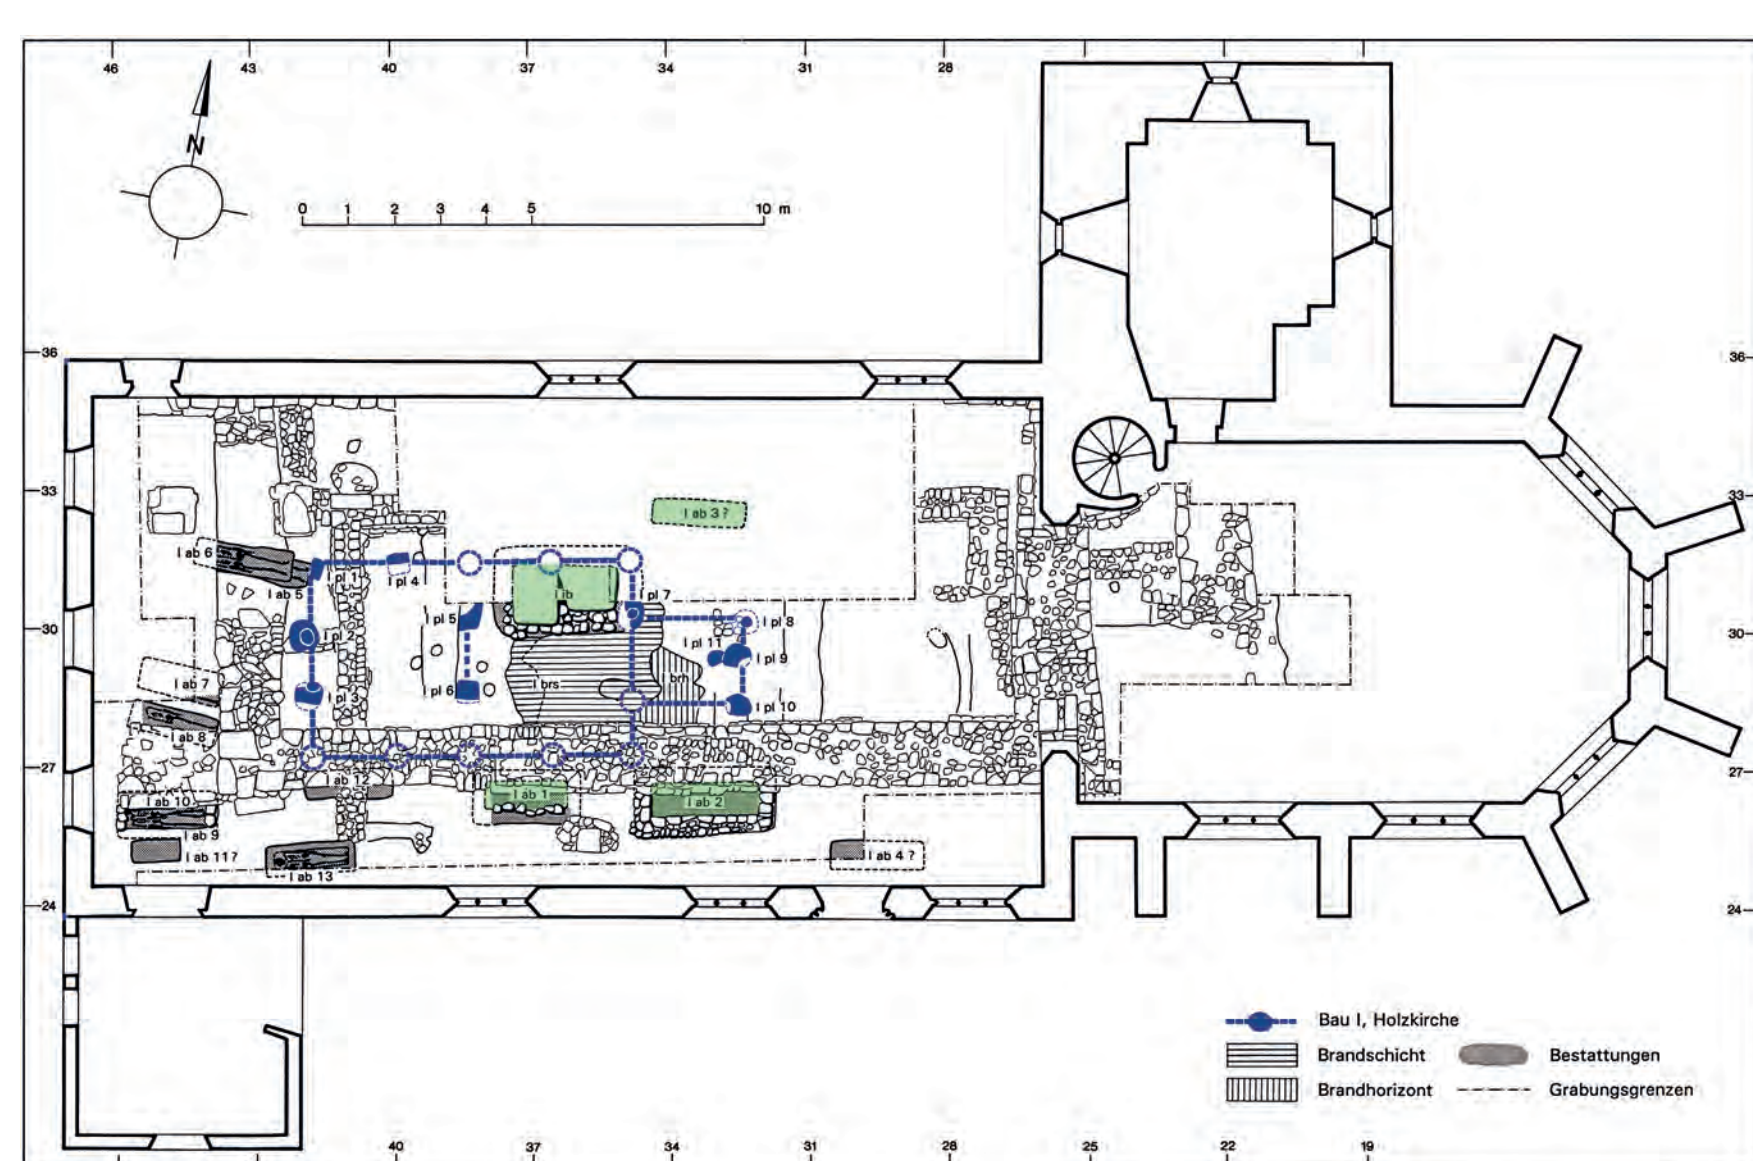 46 43 40 37 34 31 28
N
0 1 2 3 4 5 10 m
36 36
33 33
I ab 3 ?
I ab 6
I pl 1
I pl 4
I ab 5
I ib
I pl 7
I pl 5
I pl 8
30 30
I pl 2
I pl 11
I pl 9
I ab 7
I brs
brh
I pl 6
I pl 3
I pl 10
I ab 8
27 27
I ab 10
I ab 1
I ab 2
I ab 9
I ab 11?
I ab 4 ?
I ab 13
24 24
Bau I, Holzkirche
Brandschicht
Bestattungen
Brandhorizont
Grabungsgrenzen
40 37 34 31 28 25 22 19